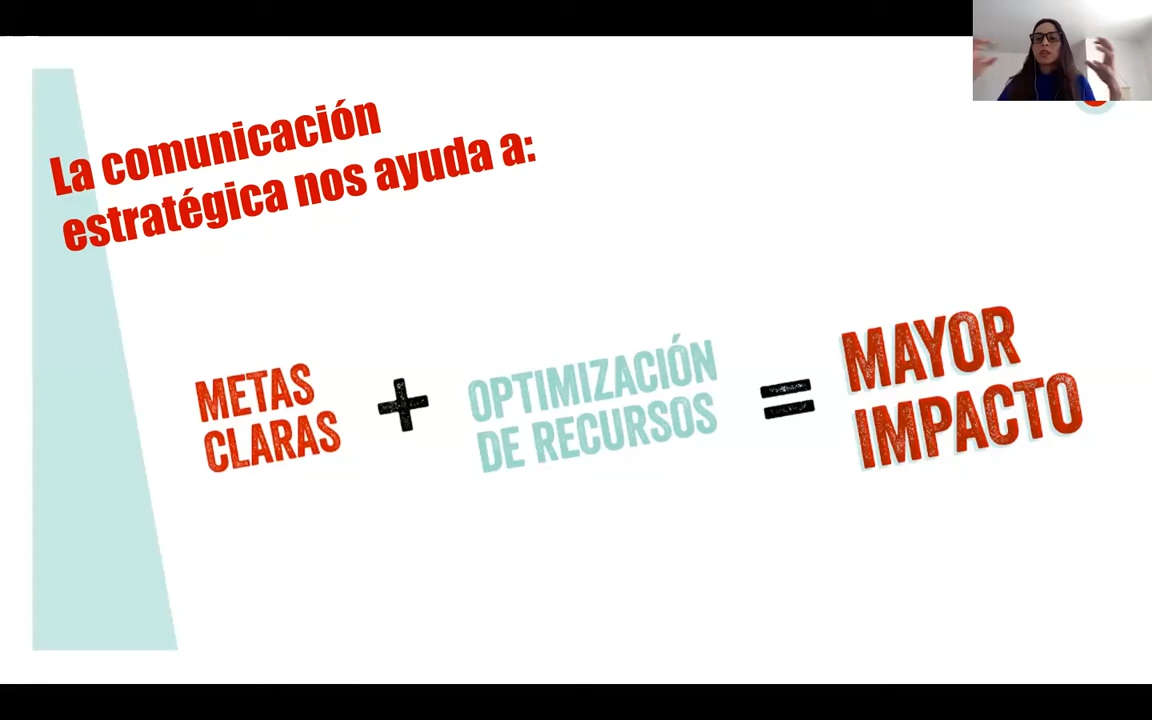 La comunicación
estratégica nos ayuda a:
METAS
CLARAS
+
OPTIMIZACIÓN
DE RECURSOS
=
MAYOR
IMPACTO